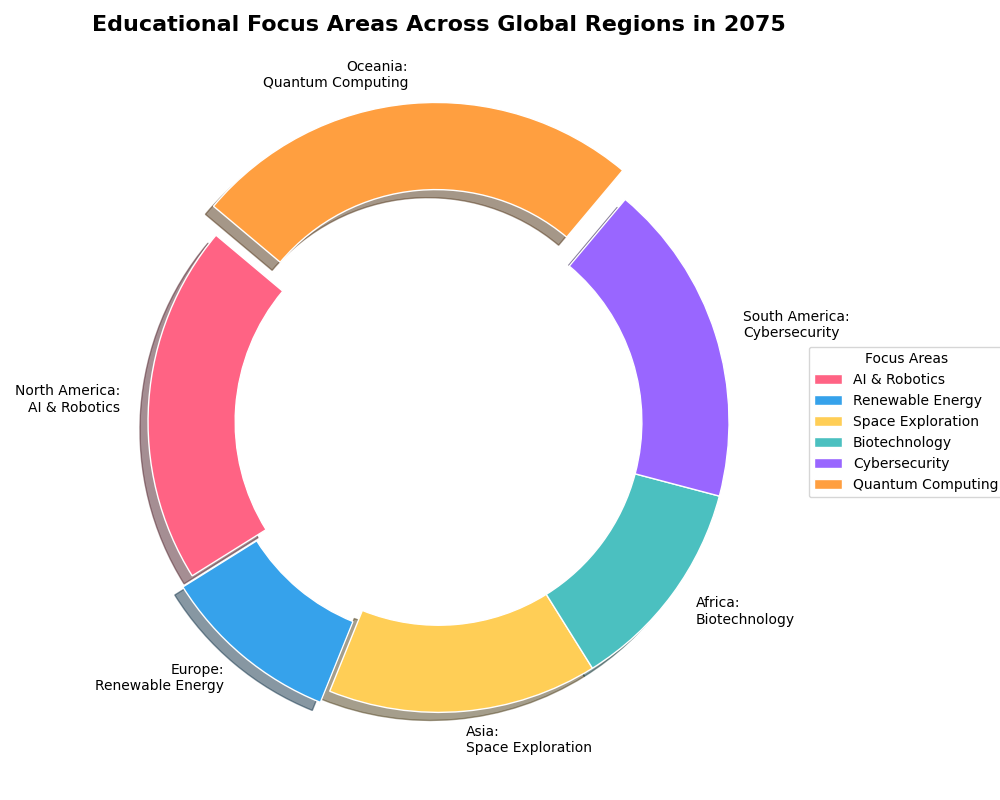 Educational Focus Areas Across Global Regions in 2075
Oceania:
Quantum Computing
South America:
Cybersecurity
North America:
AI & Robotics
Focus Areas
AI & Robotics
Renewable Energy
Space Exploration
Biotechnology
Cybersecurity
Quantum Computing
Africa:
Biotechnology
Europe:
Renewable Energy
Asia:
Space Exploration